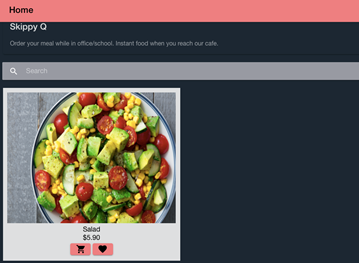 Home
Skippy Q
Order your meal while in office/school. Instant food when you reach our cafe.
Search
Salad
$5.90